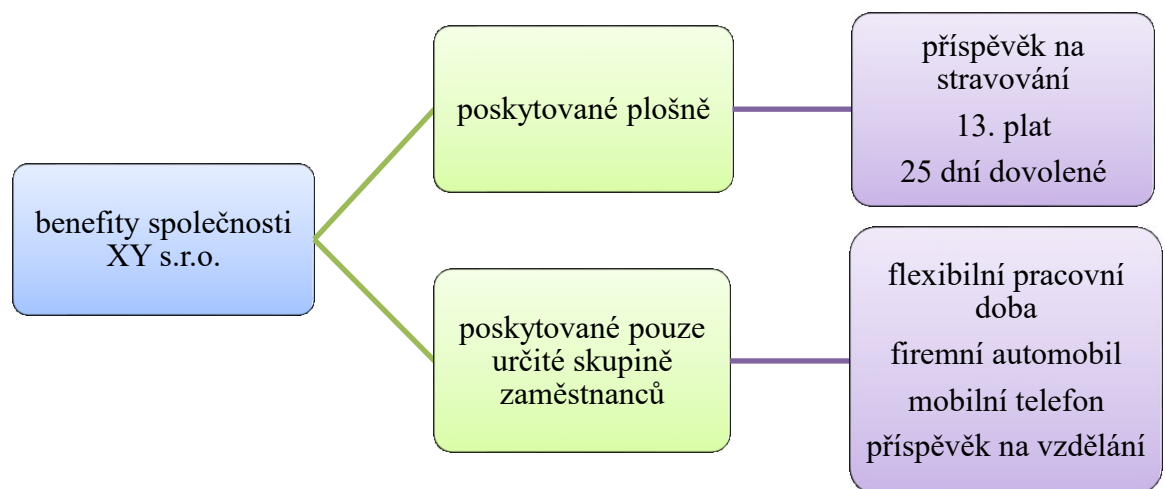 benefity společnosti
XY s.r.o.
poskytované plošně
příspěvěk na
stravování
13. plat
25 dní dovolené
poskytované pouze
určité skupině
zaměstnanců
flexibilní pracovní
doba
firemní automobil
mobilní telefon
příspěvěk na vzdělání